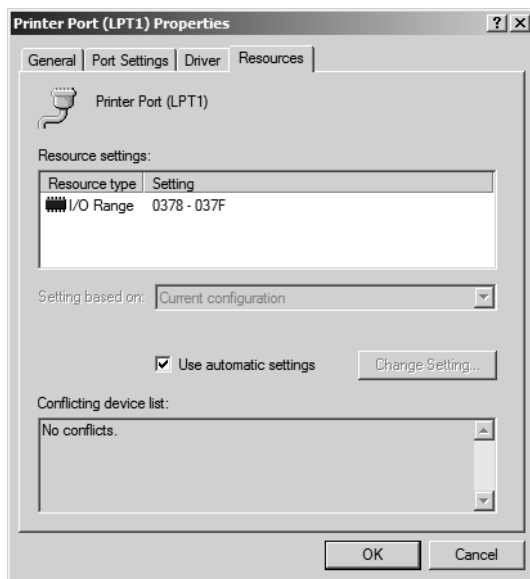 Printer Port (LPT1) Properties
General Port Settings Driver Resources
Printer Port (LPT1)
Resource settings:
Resource type Setting
I/O Range 0378 - 037F
Setting based on: Current configuration
Use automatic settings Change Setting...
Conflicting device list:
No conflicts.
OK Cancel